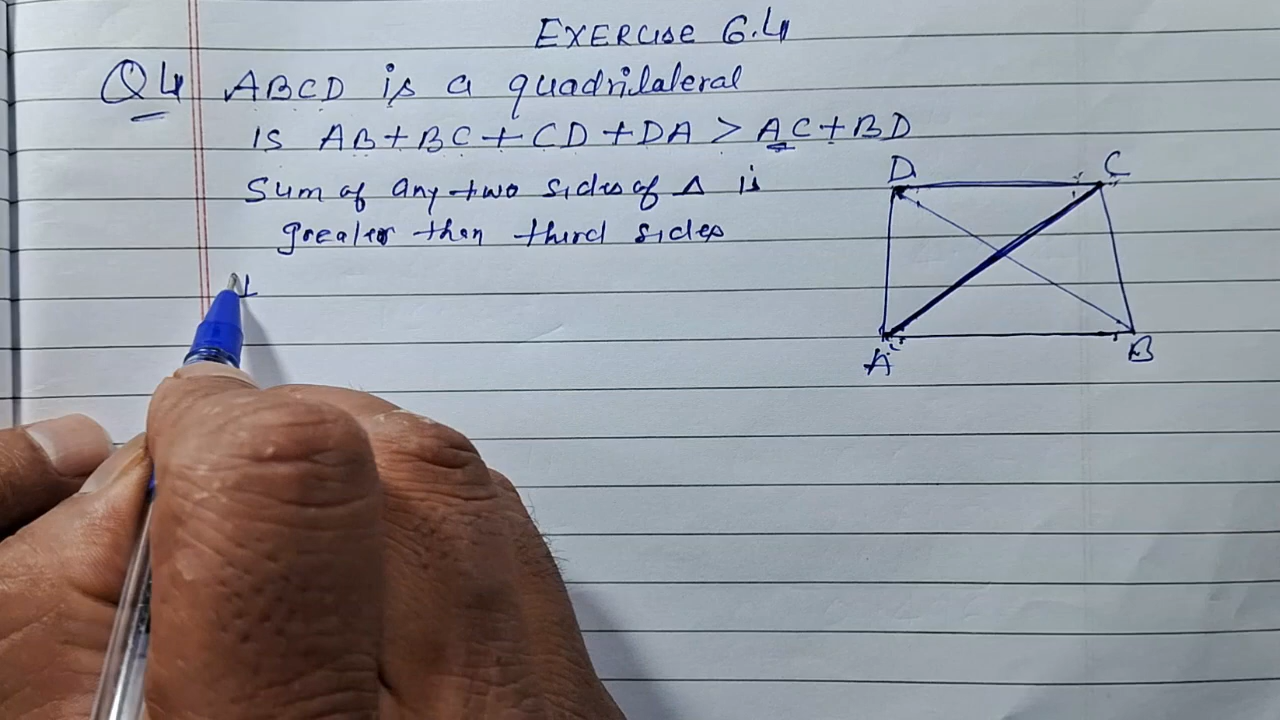 EXERCISE 6.4
Q4 ABCD is a quadrilateral
IS AB+BC+CD+DA > AC+BD
Sum of any two sides of Δ is
greater than third sides
D
C
A
B